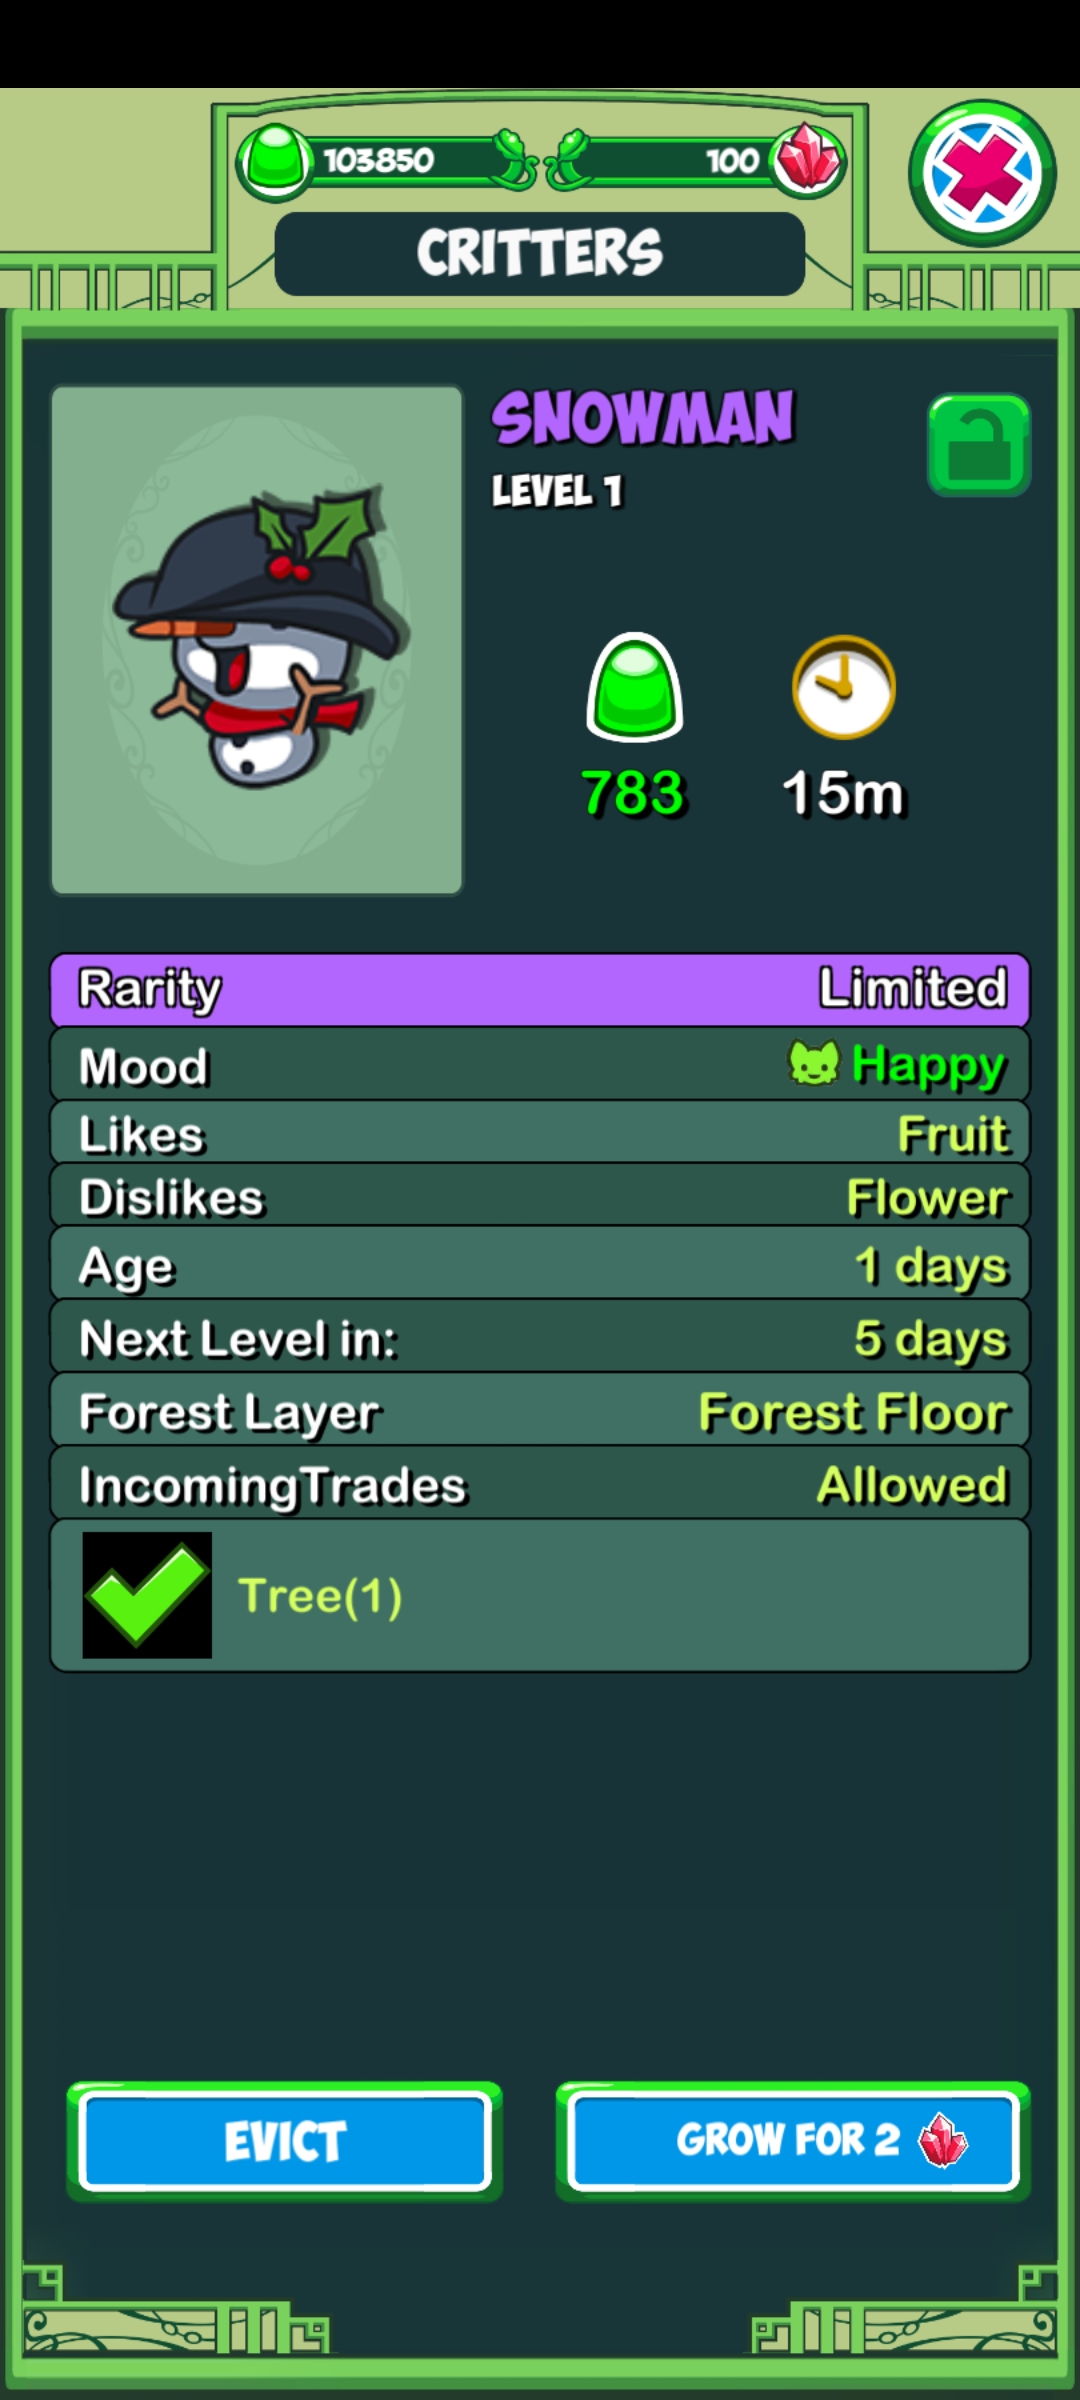 103850 100
CRITTERS
SNOWMAN
LEVEL 1
783 15m
Rarity Limited
Mood Happy
Likes Fruit
Dislikes Flower
Age 1 days
Next Level in: 5 days
Forest Layer Forest Floor
IncomingTrades Allowed
Tree(1)
EVICT GROW FOR 2